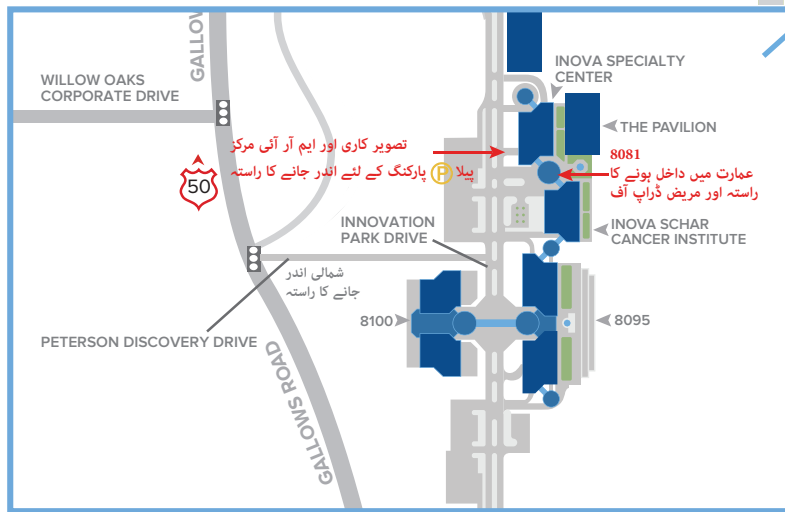 GALLOW
INOVA SPECIALTY
CENTER
WILLOW OAKS
CORPORATE DRIVE
THE PAVILION
تصویر کاری اور ایم آر آئی مرکز
پیلا P پارکنگ کے لئے اندر جانے کا راستہ
8081
عمارت میں داخل ہونے کا
راستہ اور مریض ڈراپ آف
50
INNOVATION
PARK DRIVE
INOVA SCHAR
CANCER INSTITUTE
شمالی اندر
جانے کا راستہ
8100
8095
PETERSON DISCOVERY DRIVE
GALLOWS ROAD